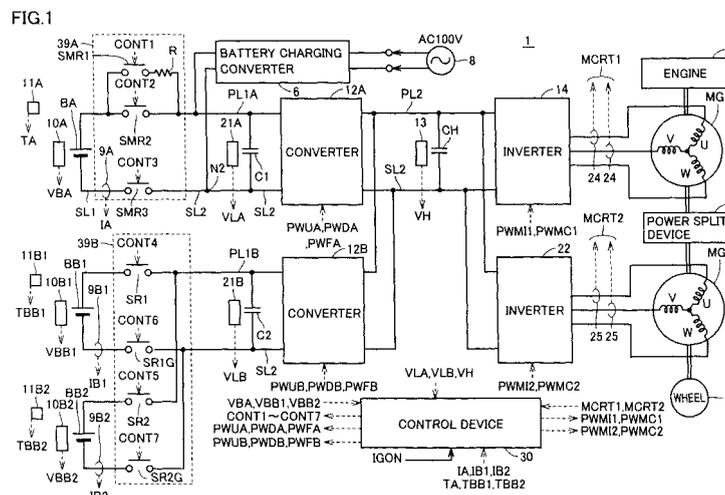 FIG.1
39A
CONT1
SMR1
R
CONT2
SMR2
CONT3
SMR3
11A
TA
10A
BA
VBA
9A
IA
SL1
BATTERY CHARGING
CONVERTER
6
AC100V
8
1
PL1A
N2
SL2
21A
VLA
C1
SL2
12A
CONVERTER
PWUA,PWDA
,PWFA
PL2
13
CH
VH
SL2
14
INVERTER
PWMI1,PWMC1
MCRT1
24 24
ENGINE
MG
V
U
W
POWER SPLIT
DEVICE
39B
11B1
TBB1
10B1
BB1
VBB1
9B1
IB1
CONT4
SR1
CONT6
SR1G
CONT5
SR2
CONT7
SR2G
11B2
TBB2
10B2
BB2
VBB2
9B2
IB2
PL1B
21B
VLB
C2
SL2
12B
CONVERTER
PWUB,PWDB,PWFB
22
INVERTER
PWMI2,PWMC2
MCRT2
25 25
MG
V
U
W
WHEEL
VLA,VLB,VH
VBA,VBB1,VBB2
CONT1～CONT7
PWUA,PWDA,PWFA
PWUB,PWDB,PWFB
CONTROL DEVICE
30
MCRT1,MCRT2
PWMI1,PWMC1
PWMI2,PWMC2
IGON
IA,IB1,IB2
TA,TBB1,TBB2